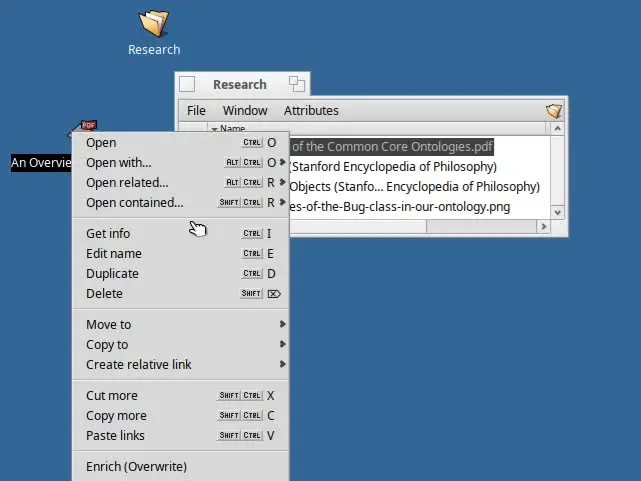 Research
Research
File Window Attributes
Name
PDF
An Overvie
of the Common Core Ontologies.pdf
(Stanford Encyclopedia of Philosophy)
Objects (Stanfo... Encyclopedia of Philosophy)
es-of-the-Bug-class-in-our-ontology.png
Open CTRL O
Open with... ALT CTRL O
Open related... ALT CTRL R
Open contained... SHIFT CTRL R
Get info CTRL I
Edit name CTRL E
Duplicate CTRL D
Delete SHIFT ⌦
Move to
Copy to
Create relative link
Cut more SHIFT CTRL X
Copy more SHIFT CTRL C
Paste links SHIFT CTRL V
Enrich (Overwrite)